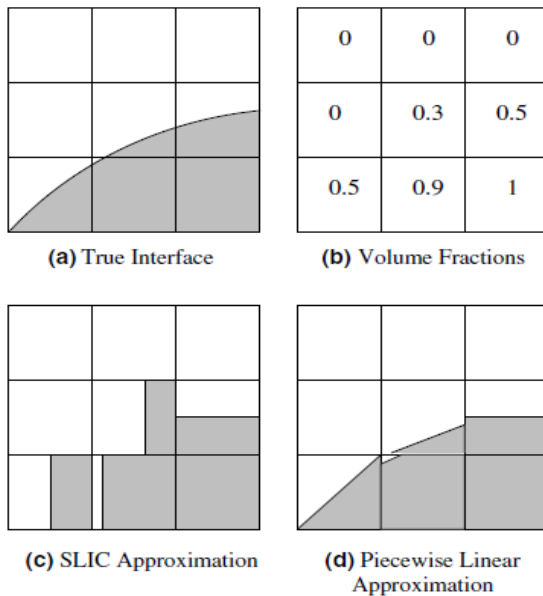 0 0 0
0 0.3 0.5
0.5 0.9 1
(a) True Interface
(b) Volume Fractions
(c) SLIC Approximation
(d) Piecewise Linear
Approximation